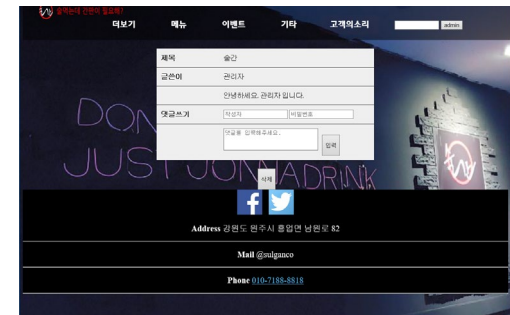 술먹는데 간판이 필요해?
더보기 메뉴 이벤트 기타 고객의소리 admin
제목 술간
글쓴이 관리자
안녕하세요. 관리자 입니다.
댓글쓰기 작성자 비밀번호
댓글을 입력해주세요. 입력
DON
JUST WANNA DRINK
삭제
Address 강원도 원주시 흥업면 남원로 82
Mail @sulganco
Phone 010-7188-8818